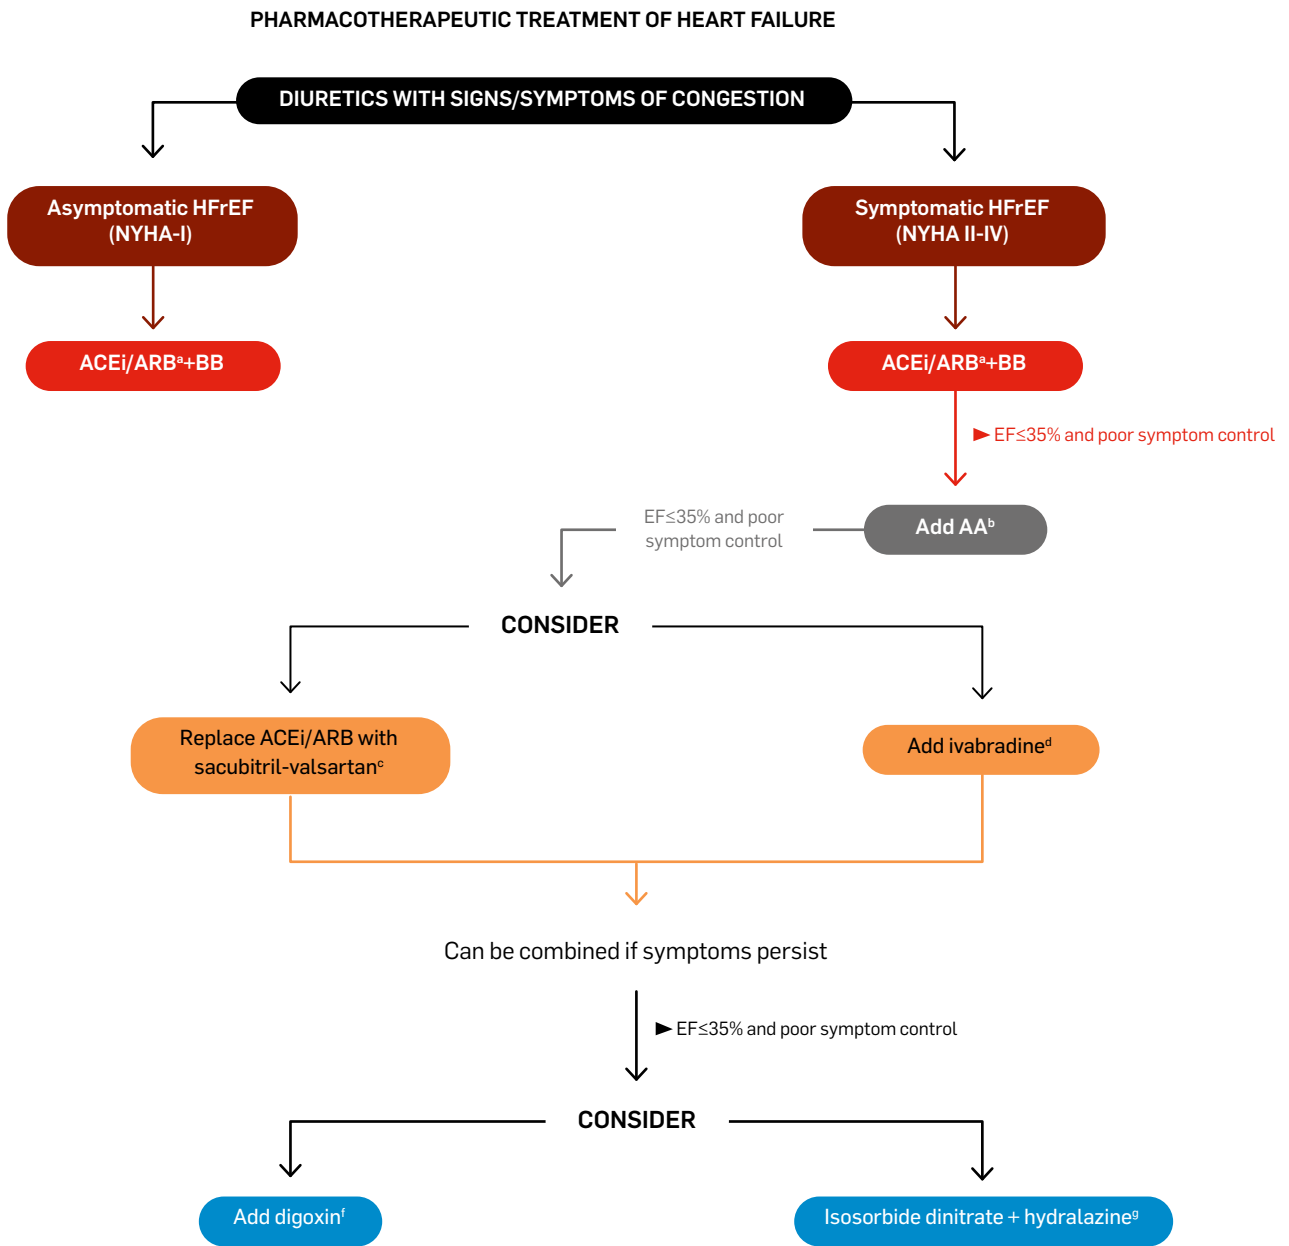 PHARMACOTHERAPEUTIC TREATMENT OF HEART FAILURE
DIURETICS WITH SIGNS/SYMPTOMS OF CONGESTION
Asymptomatic HFrEF
(NYHA-I)
Symptomatic HFrEF
(NYHA II-IV)
ACEi/ARBᵃ+BB
ACEi/ARBᵃ+BB
► EF≤35% and poor symptom control
EF≤35% and poor
symptom control
Add AAᵇ
CONSIDER
Replace ACEi/ARB with
sacubitril-valsartanᶜ
Add ivabradineᵈ
Can be combined if symptoms persist
► EF≤35% and poor symptom control
CONSIDER
Add digoxinᶠ
Isosorbide dinitrate + hydralazineᵍ